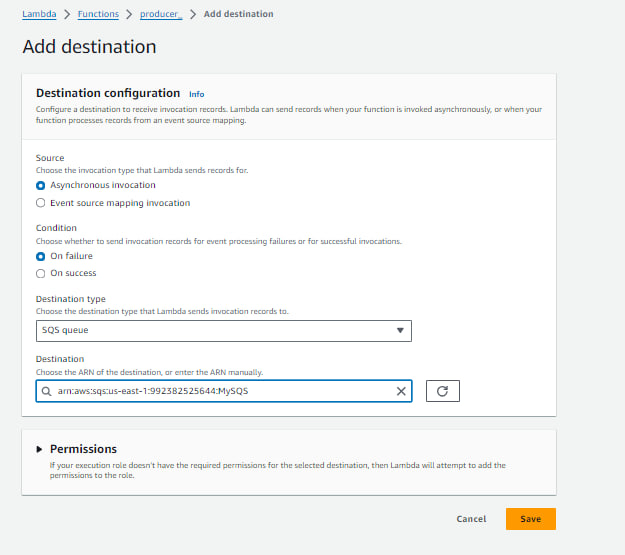 Lambda > Functions > producer_ > Add destination
Add destination
Destination configuration Info
Configure a destination to receive invocation records. Lambda can send records when your function is invoked asynchronously, or when your
function processes records from an event source mapping.
Source
Choose the invocation type that Lambda sends records for.
Asynchronous invocation
Event source mapping invocation
Condition
Choose whether to send invocation records for event processing failures or for successful invocations.
On failure
On success
Destination type
Choose the destination type that Lambda sends invocation records to.
SQS queue
Destination
Choose the ARN of the destination, or enter the ARN manually.
arn:aws:sqs:us-east-1:992382525644:MySQS
Permissions
If your execution role doesn't have the required permissions for the selected destination, then Lambda will attempt to add the
permissions to the role.
Cancel Save